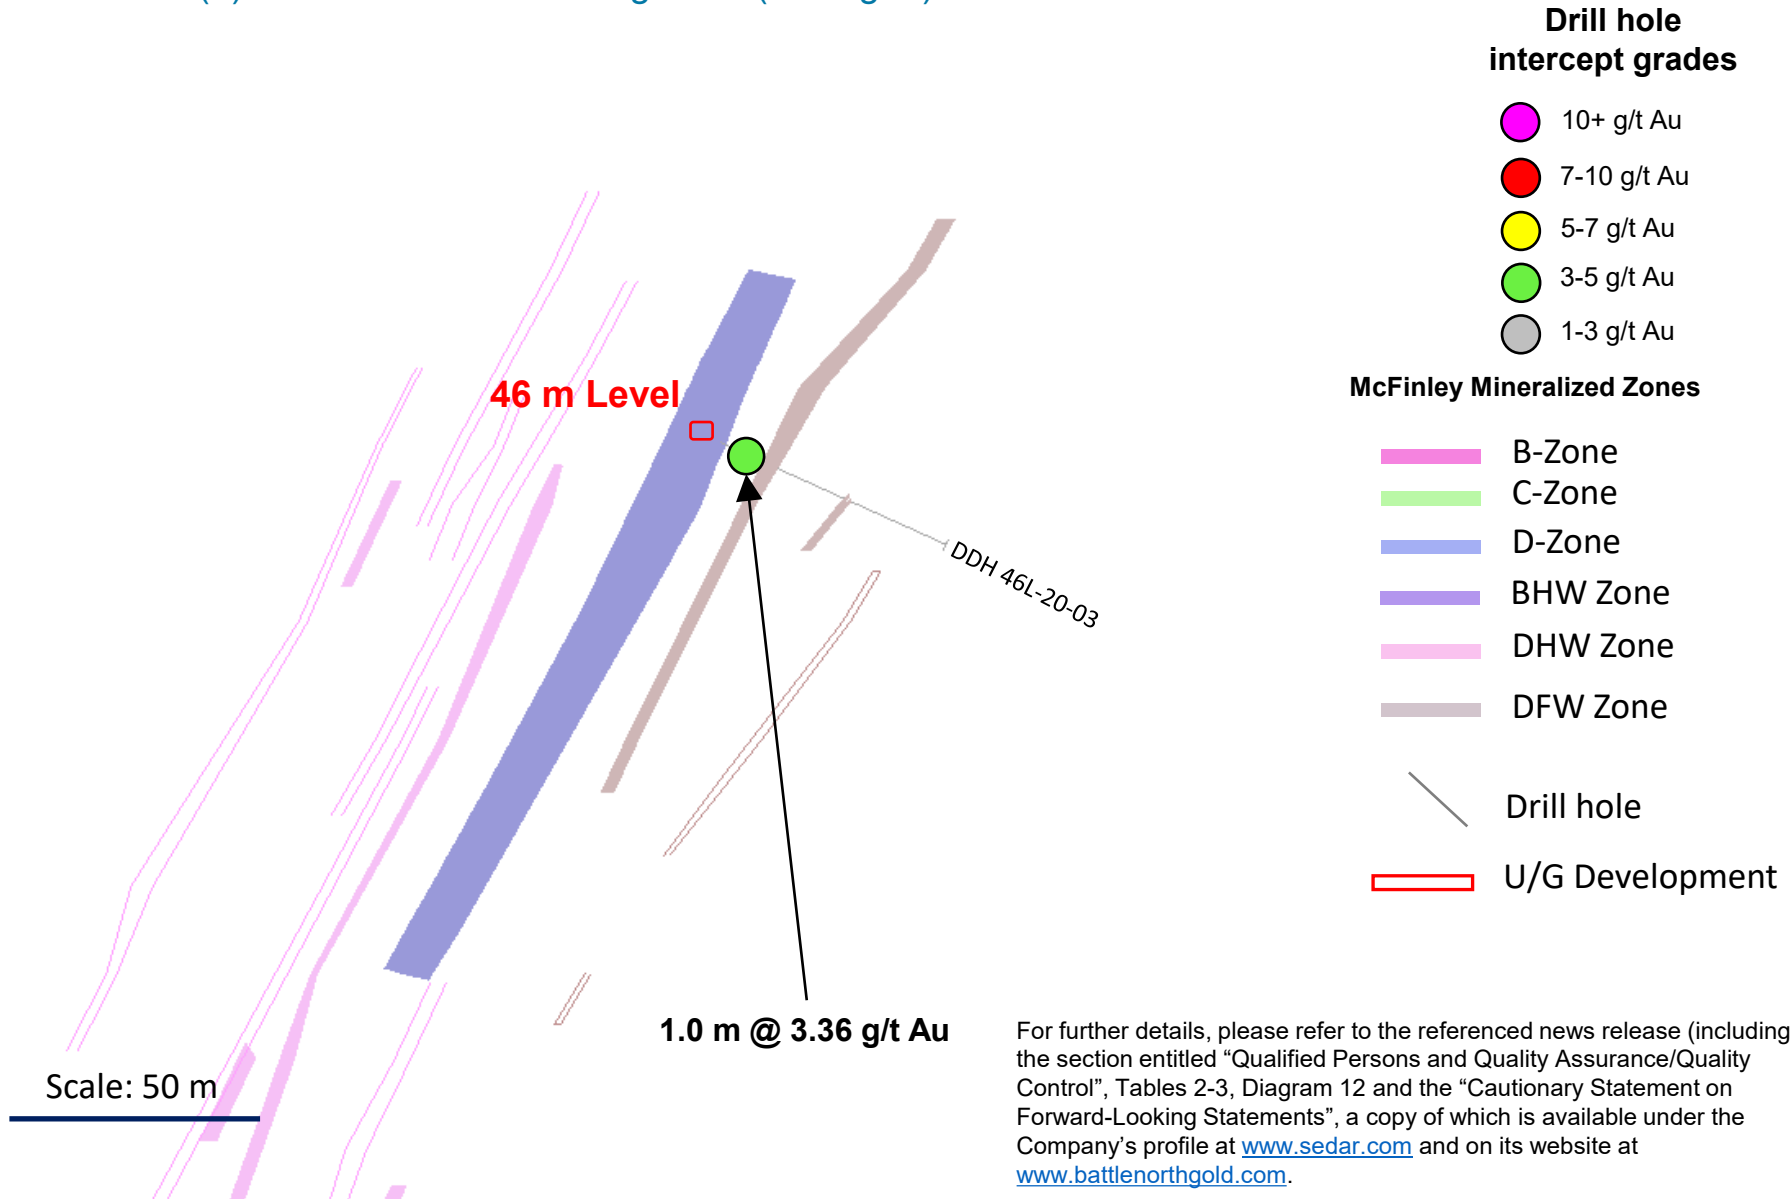 Drill hole
intercept grades
10+ g/t Au
7-10 g/t Au
5-7 g/t Au
3-5 g/t Au
1-3 g/t Au
McFinley Mineralized Zones
B-Zone
C-Zone
D-Zone
BHW Zone
DHW Zone
DFW Zone
Drill hole
U/G Development
46 m Level
DDH 46L-20-03
1.0 m @ 3.36 g/t Au
Scale: 50 m
For further details, please refer to the referenced news release (including
the section entitled “Qualified Persons and Quality Assurance/Quality
Control”, Tables 2-3, Diagram 12 and the “Cautionary Statement on
Forward-Looking Statements”, a copy of which is available under the
Company’s profile at www.sedar.com and on its website at
www.battlenorthgold.com.